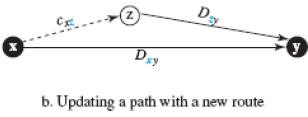 c_xz
z
D_zy
x
D_xy
y
b. Updating a path with a new route